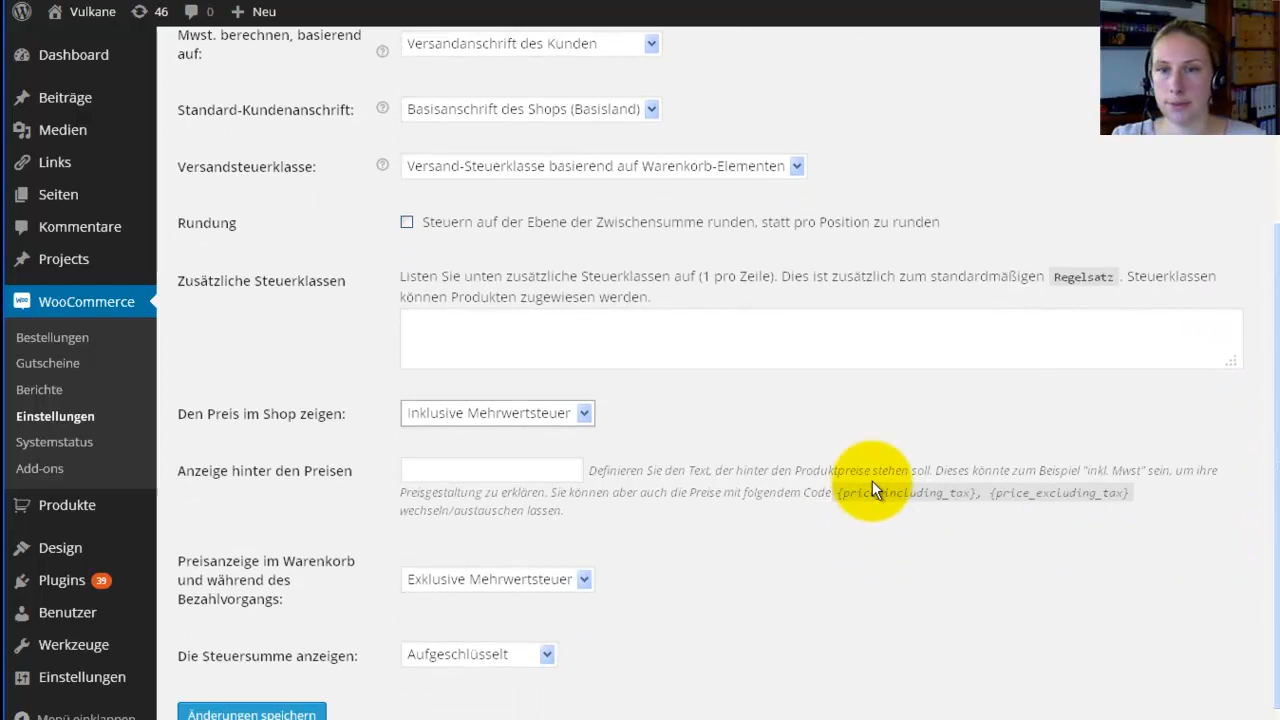 Vulkane 46 0 Neu
Dashboard
Beiträge
Medien
Links
Seiten
Kommentare
Projects
WooCommerce
Bestellungen
Gutscheine
Berichte
Einstellungen
Systemstatus
Add-ons
Produkte
Design
Plugins 39
Benutzer
Werkzeuge
Einstellungen
Menü einklappen
Mwst. berechnen, basierend
auf:
Versandanschrift des Kunden
Standard-Kundenanschrift:
Basisanschrift des Shops (Basisland)
Versandsteuerklasse:
Versand-Steuerklasse basierend auf Warenkorb-Elementen
Rundung
Steuern auf der Ebene der Zwischensumme runden, statt pro Position zu runden
Zusätzliche Steuerklassen
Listen Sie unten zusätzliche Steuerklassen auf (1 pro Zeile). Dies ist zusätzlich zum standardmäßigen Regelsatz. Steuerklassen
können Produkten zugewiesen werden.
Den Preis im Shop zeigen:
Inklusive Mehrwertsteuer
Anzeige hinter den Preisen
Definieren Sie den Text, der hinter den Produktpreise stehen soll. Dieses könnte zum Beispiel "inkl. Mwst" sein, um ihre
Preisgestaltung zu erklären. Sie können aber auch die Preise mit folgendem Code {price_including_tax}, {price_excluding_tax}
wechseln/austauschen lassen.
Preisanzeige im Warenkorb
und während des
Bezahlvorgangs:
Exklusive Mehrwertsteuer
Die Steuersumme anzeigen:
Aufgeschlüsselt
Änderungen speichern